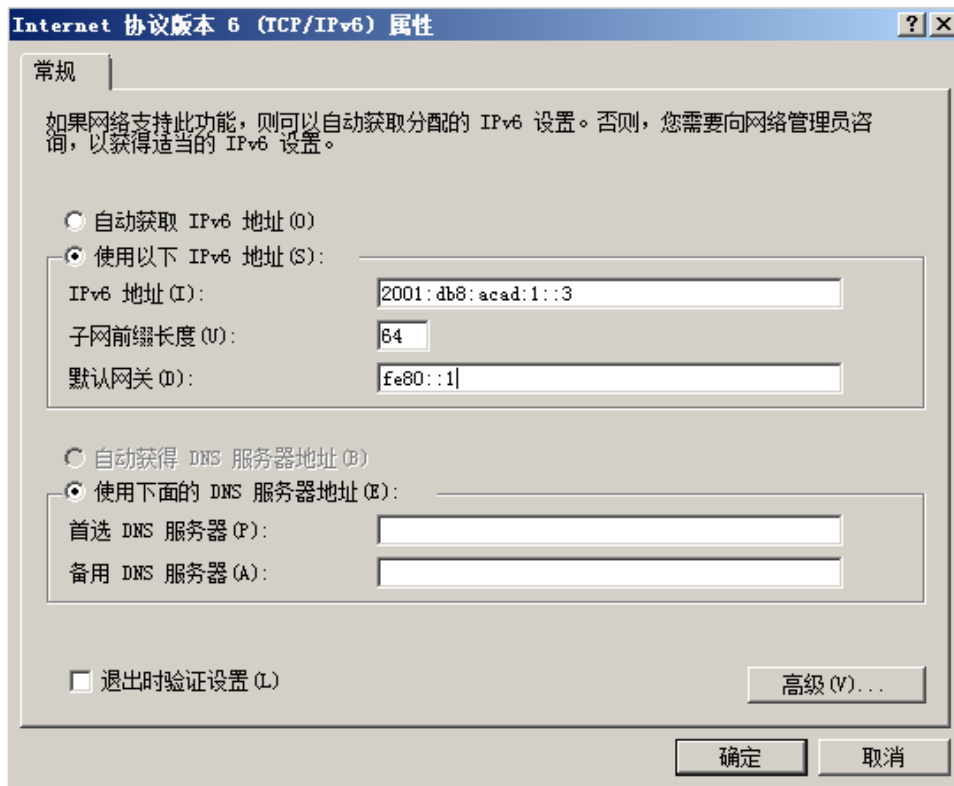 Internet 协议版本 6 (TCP/IPv6) 属性
常规
如果网络支持此功能，则可以自动获取分配的 IPv6 设置。否则，您需要向网络管理员咨
询，以获得适当的 IPv6 设置。
自动获取 IPv6 地址(O)
使用以下 IPv6 地址(S):
IPv6 地址(I): 2001:db8:acad:1::3
子网前缀长度(U): 64
默认网关(D): fe80::1
自动获得 DNS 服务器地址(B)
使用下面的 DNS 服务器地址(E):
首选 DNS 服务器(P):
备用 DNS 服务器(A):
退出时验证设置(L)
高级(V)...
确定 取消